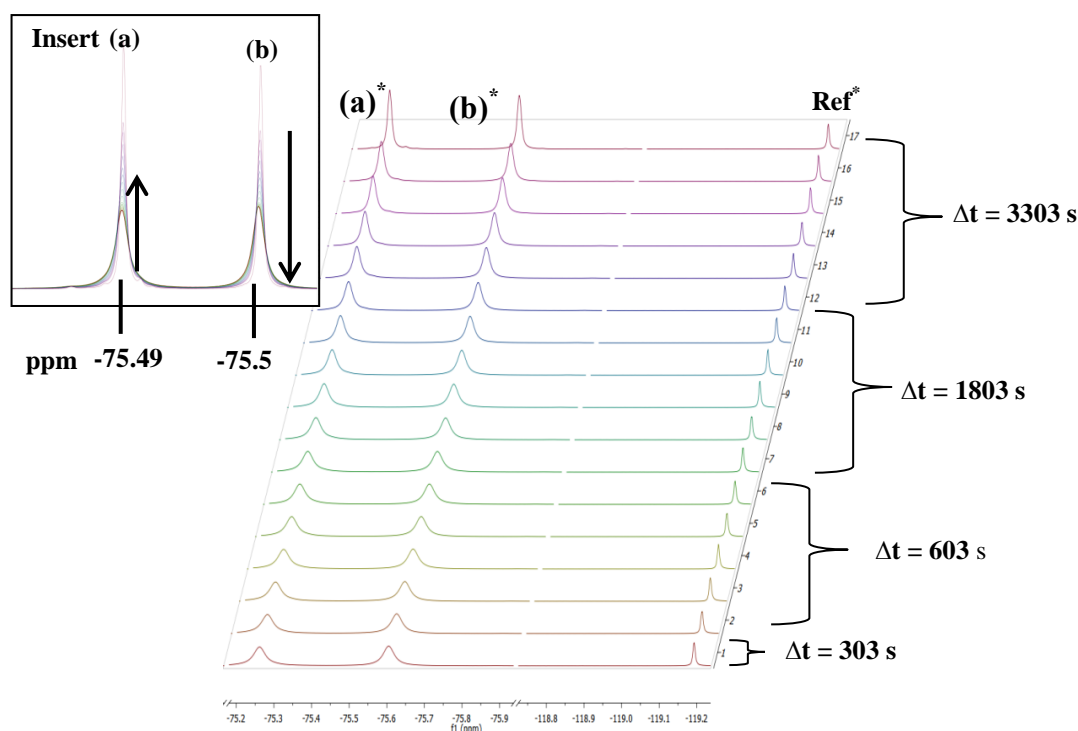 Insert (a)
(b)
ppm -75.49
-75.5
(a)*
(b)*
Ref*
17
16
15
14
13
12
11
10
9
8
7
6
5
4
3
2
1
Δt = 3303 s
Δt = 1803 s
Δt = 603 s
Δt = 303 s
-75.2 -75.3 -75.4 -75.5 -75.6 -75.7 -75.8 -75.9 -118.8 -118.9 -119.0 -119.1 -119.2
f1 (ppm)